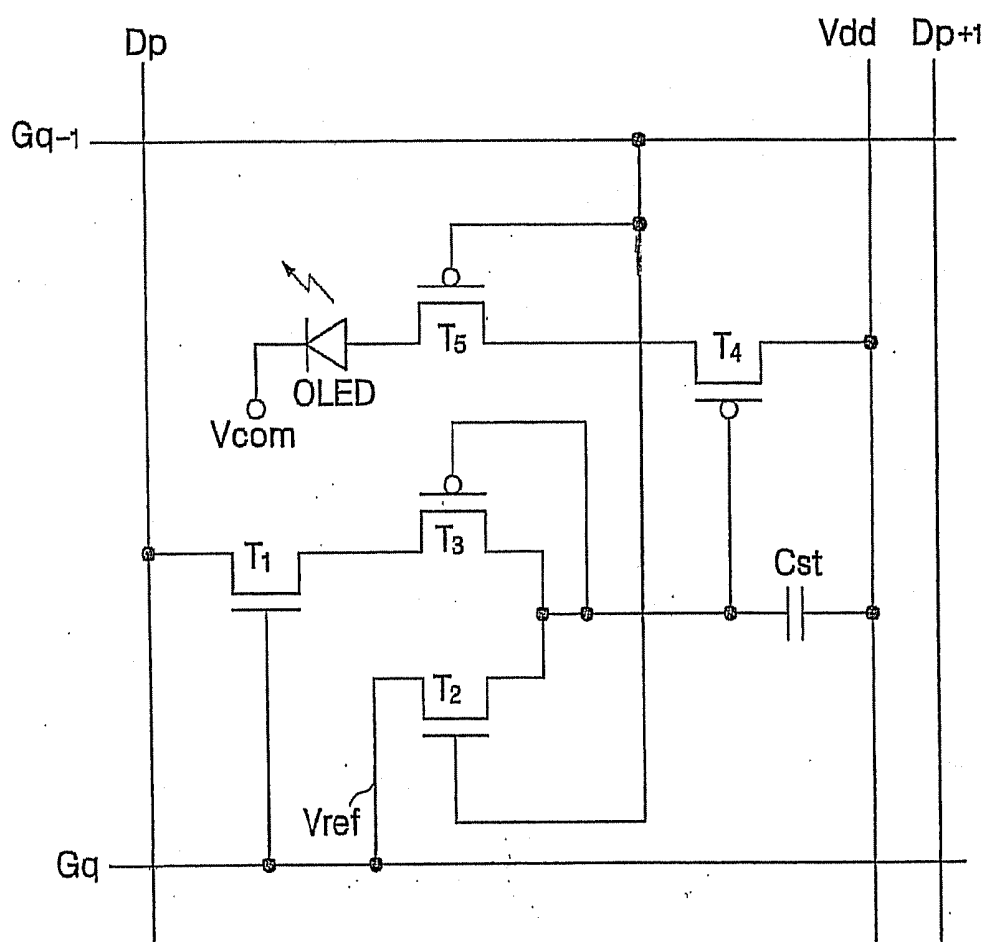 Dp
Vdd
Dp+1
Gq-1
T5
T4
OLED
Vcom
T3
T1
Cst
T2
Vref
Gq